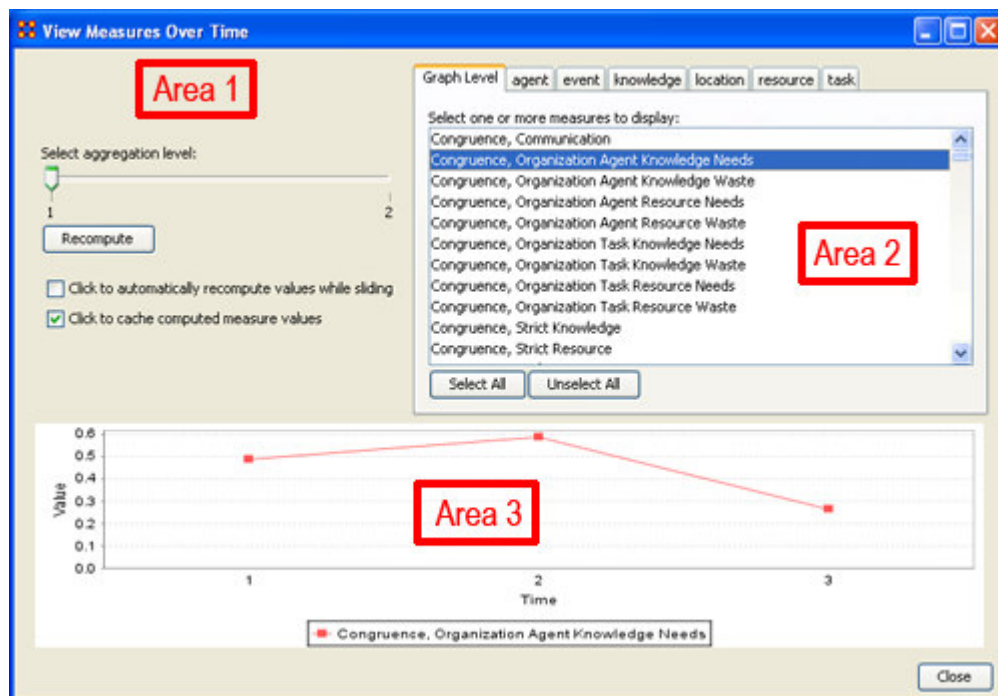 View Measures Over Time
Area 1
Select aggregation level:
1 2
Recompute
Click to automatically recompute values while sliding
Click to cache computed measure values
Graph Level agent event knowledge location resource task
Select one or more measures to display:
Congruence, Communication
Congruence, Organization Agent Knowledge Needs
Congruence, Organization Agent Knowledge Waste
Congruence, Organization Agent Resource Needs
Congruence, Organization Agent Resource Waste
Congruence, Organization Task Knowledge Needs
Congruence, Organization Task Knowledge Waste
Congruence, Organization Task Resource Needs
Congruence, Organization Task Resource Waste
Congruence, Strict Knowledge
Congruence, Strict Resource
Area 2
Select All Unselect All
0.6
0.5
0.4
0.3
0.2
0.1
0.0
Value
Area 3
1 2 3
Time
Congruence, Organization Agent Knowledge Needs
Close